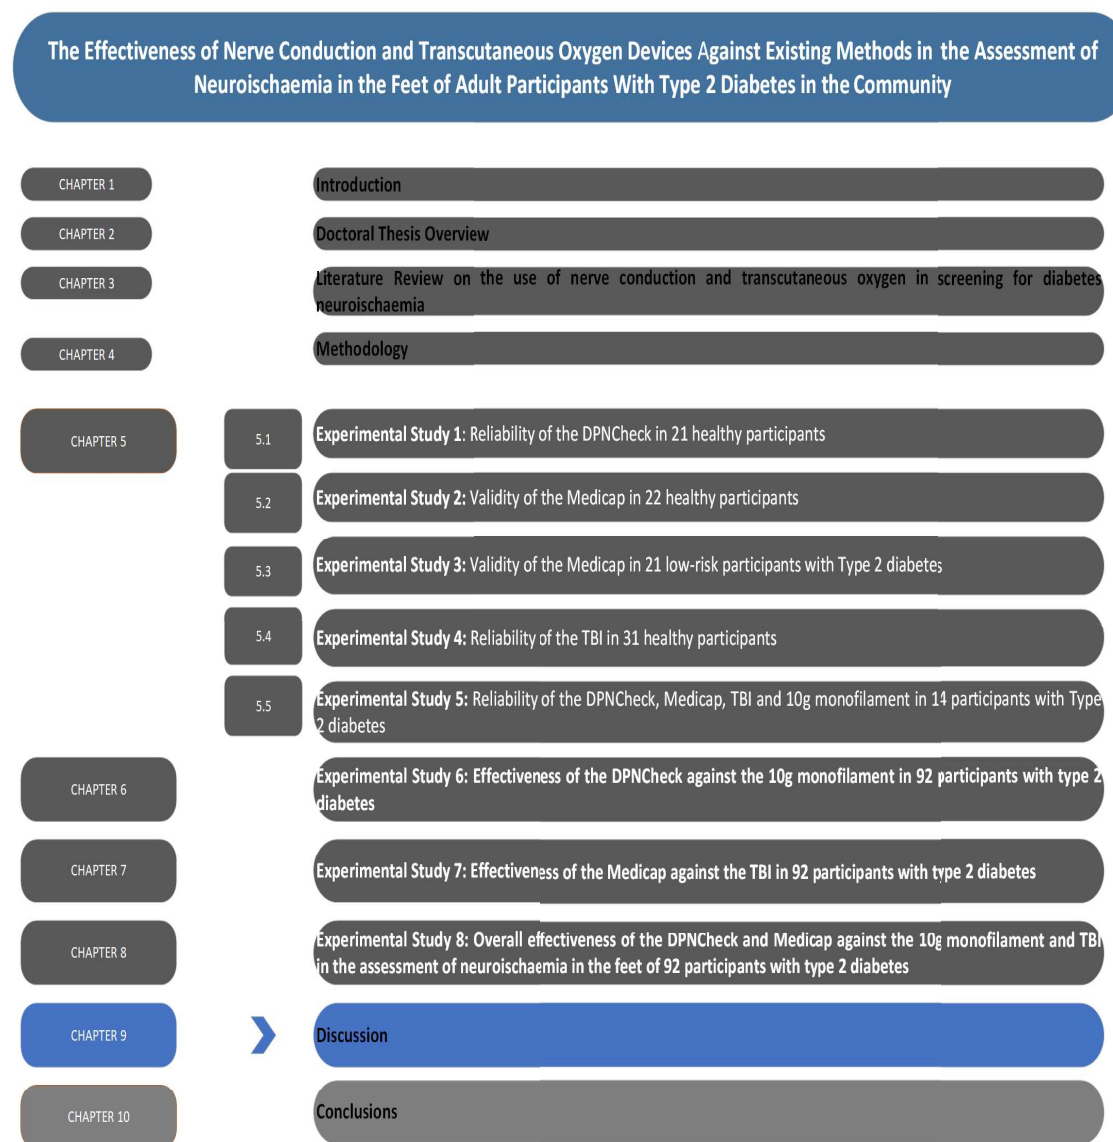 The Effectiveness of Nerve Conduction and Transcutaneous Oxygen Devices Against Existing Methods in the Assessment of
Neuroischaemia in the Feet of Adult Participants With Type 2 Diabetes in the Community
CHAPTER 1
Introduction
CHAPTER 2
Doctoral Thesis Overview
CHAPTER 3
Literature Review on the use of nerve conduction and transcutaneous oxygen in screening for diabetes
neuroischaemia
CHAPTER 4
Methodology
CHAPTER 5
5.1
Experimental Study 1: Reliability of the DPNCheck in 21 healthy participants
5.2
Experimental Study 2: Validity of the Medicap in 22 healthy participants
5.3
Experimental Study 3: Validity of the Medicap in 21 low-risk participants with Type 2 diabetes
5.4
Experimental Study 4: Reliability of the TBI in 31 healthy participants
5.5
Experimental Study 5: Reliability of the DPNCheck, Medicap, TBI and 10g monofilament in 14 participants with Type
2 diabetes
CHAPTER 6
Experimental Study 6: Effectiveness of the DPNCheck against the 10g monofilament in 92 participants with type 2
diabetes
CHAPTER 7
Experimental Study 7: Effectiveness of the Medicap against the TBI in 92 participants with type 2 diabetes
CHAPTER 8
Experimental Study 8: Overall effectiveness of the DPNCheck and Medicap against the 10g monofilament and TBI
in the assessment of neuroischaemia in the feet of 92 participants with type 2 diabetes
CHAPTER 9
Discussion
CHAPTER 10
Conclusions